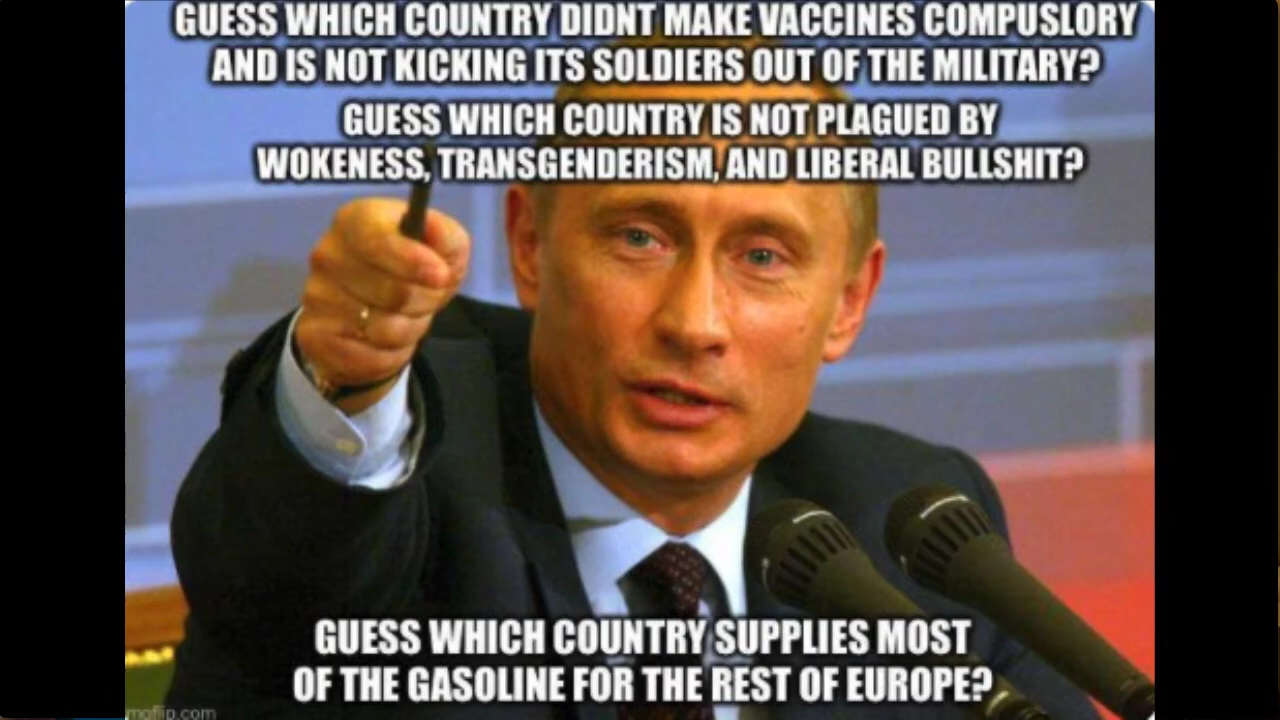 GUESS WHICH COUNTRY DIDNT MAKE VACCINES COMPUSLORY
AND IS NOT KICKING ITS SOLDIERS OUT OF THE MILITARY?
GUESS WHICH COUNTRY IS NOT PLAGUED BY
WOKENESS, TRANSGENDERISM, AND LIBERAL BULLSHIT?
GUESS WHICH COUNTRY SUPPLIES MOST
OF THE GASOLINE FOR THE REST OF EUROPE?
imgflip.com